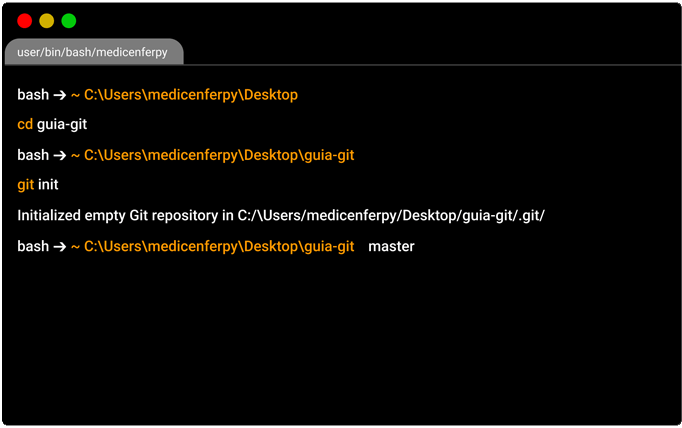 user/bin/bash/medicenferpy
bash → ~ C:\Users\medicenferpy\Desktop
cd guia-git
bash → ~ C:\Users\medicenferpy\Desktop\guia-git
git init
Initialized empty Git repository in C:/\Users/medicenferpy/Desktop/guia-git/.git/
bash → ~ C:\Users\medicenferpy\Desktop\guia-git master